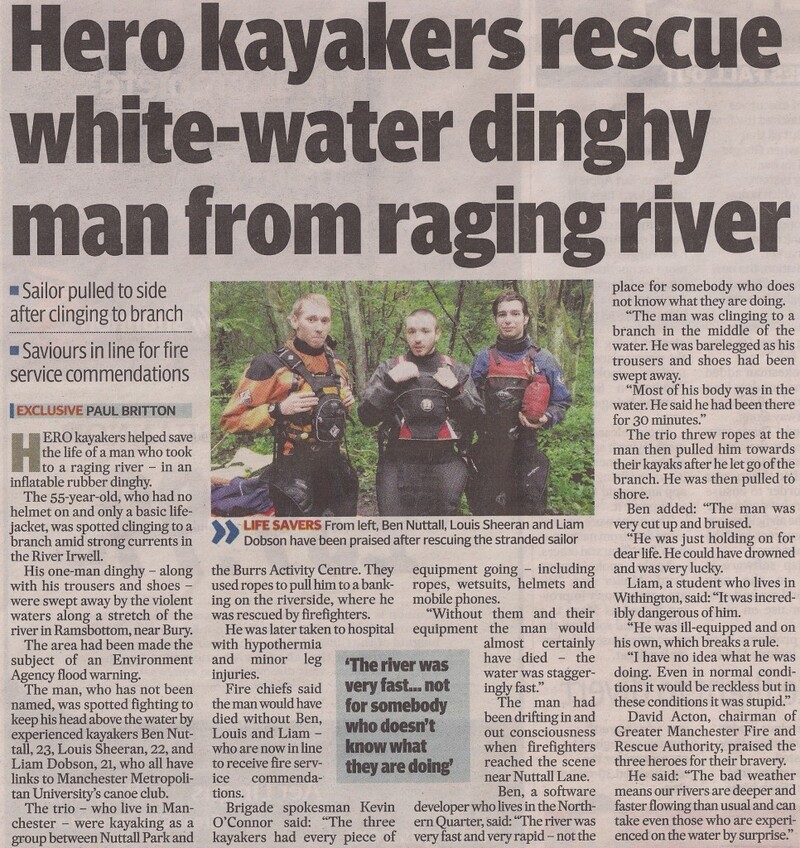 Hero kayakers rescue
white-water dinghy
man from raging river
Sailor pulled to side
after clinging to branch
Saviours in line for fire
service commendations
EXCLUSIVE PAUL BRITTON
HERO kayakers helped save
the life of a man who took
to a raging river – in an
inflatable rubber dinghy.
The 55-year-old, who had no
helmet on and only a basic life-
jacket, was spotted clinging to a
branch amid strong currents in
the River Irwell.
His one-man dinghy – along
with his trousers and shoes –
were swept away by the violent
waters along a stretch of the
river in Ramsbottom, near Bury.
The area had been made the
subject of an Environment
Agency flood warning.
The man, who has not been
named, was spotted fighting to
keep his head above the water by
experienced kayakers Ben Nut-
tall, 23, Louis Sheeran, 22, and
Liam Dobson, 21, who all have
links to Manchester Metropoli-
tan University's canoe club.
The trio – who live in Man-
chester – were kayaking as a
group between Nuttall Park and
LIFE SAVERS From left, Ben Nuttall, Louis Sheeran and Liam
Dobson have been praised after rescuing the stranded sailor
the Burrs Activity Centre. They
used ropes to pull him to a bank-
ing on the riverside, where he
was rescued by firefighters.
He was later taken to hospital
with hypothermia
and minor leg
injuries.
Fire chiefs said
the man would have
died without Ben,
Louis and Liam –
who are now in line
to receive fire serv-
ice commenda-
tions.
Brigade spokesman Kevin
O'Connor said: "The three
kayakers had every piece of
'The river was
very fast... not
for somebody
who doesn't
know what
they are doing'
equipment going – including
ropes, wetsuits, helmets and
mobile phones.
"Without them and their
equipment the man would
almost certainly
have died – the
water was stagger-
ingly fast."
The man had
been drifting in and
out consciousness
when firefighters
reached the scene
near Nuttall Lane.
Ben, a software
developer who lives in the North-
ern Quarter, said: "The river was
very fast and very rapid – not the
place for somebody who does
not know what they are doing.
"The man was clinging to a
branch in the middle of the
water. He was barelegged as his
trousers and shoes had been
swept away.
"Most of his body was in the
water. He said he had been there
for 30 minutes."
The trio threw ropes at the
man then pulled him towards
their kayaks after he let go of the
branch. He was then pulled to
shore.
Ben added: "The man was
very cut up and bruised.
"He was just holding on for
dear life. He could have drowned
and was very lucky.
Liam, a student who lives in
Withington, said: "It was incred-
ibly dangerous of him.
"He was ill-equipped and on
his own, which breaks a rule.
"I have no idea what he was
doing. Even in normal condi-
tions it would be reckless but in
these conditions it was stupid."
David Acton, chairman of
Greater Manchester Fire and
Rescue Authority, praised the
three heroes for their bravery.
He said: "The bad weather
means our rivers are deeper and
faster flowing than usual and can
take even those who are experi-
enced on the water by surprise."